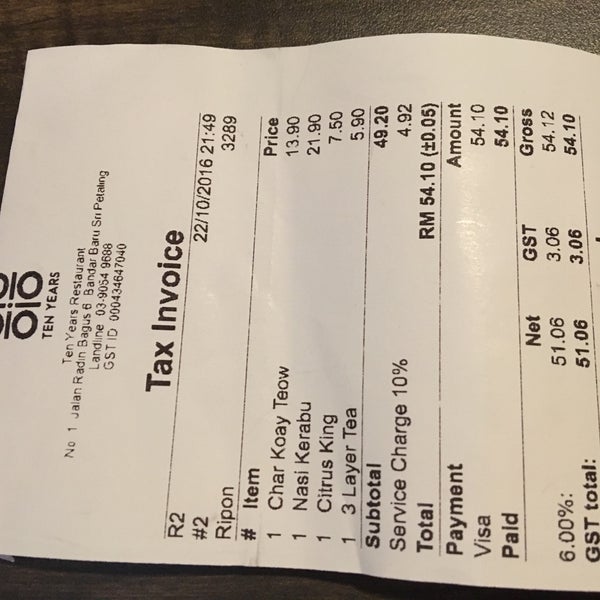 TEN YEARS
Ten Years Restaurant
No 1 Jalan Radin Bagus 6 Bandar Baru Sri Petaling
Landline 03-9054 9688
GST ID 000434647040
Tax Invoice
R2 22/10/2016 21:49
#2 3289
Ripon
# Item Price
1 Char Koay Teow 13.90
1 Nasi Kerabu 21.90
1 Citrus King 7.50
1 3 Layer Tea 5.90
Subtotal 49.20
Service Charge 10% 4.92
Total RM 54.10 (±0.05)
Payment Amount
Visa 54.10
Paid 54.10
Net GST Gross
6.00%: 51.06 3.06 54.12
GST total: 51.06 3.06 54.10